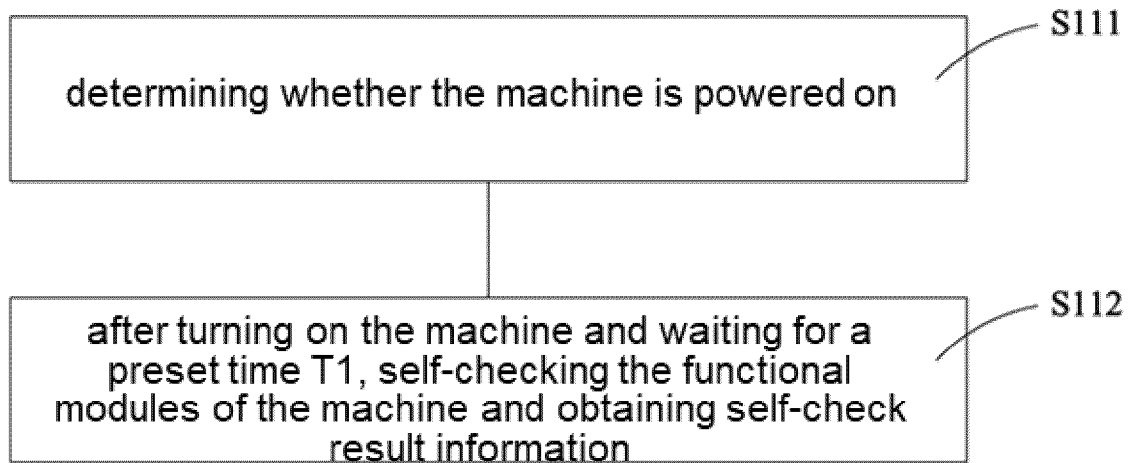 S111
determining whether the machine is powered on
S112
after turning on the machine and waiting for a
preset time T1, self-checking the functional
modules of the machine and obtaining self-check
result information